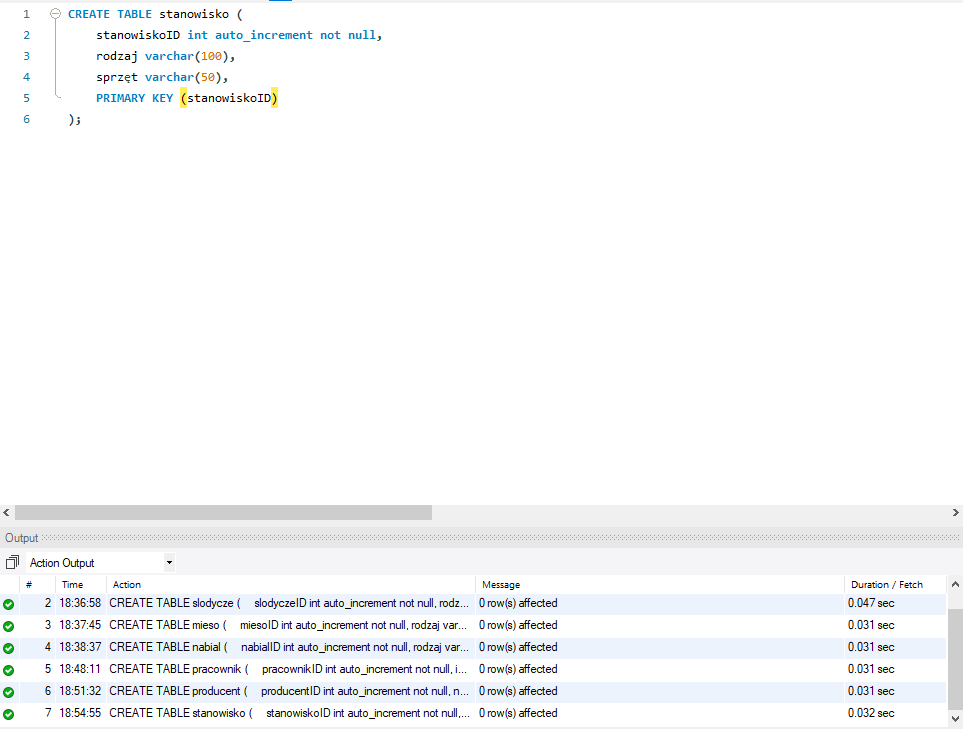 1 CREATE TABLE stanowisko (
2 stanowiskoID int auto_increment not null,
3 rodzaj varchar(100),
4 sprzęt varchar(50),
5 PRIMARY KEY (stanowiskoID)
6 );
Output
Action Output
# Time Action Message Duration / Fetch
2 18:36:58 CREATE TABLE slodycze ( slodyczeID int auto_increment not null, rodz... 0 row(s) affected 0.047 sec
3 18:37:45 CREATE TABLE mieso ( miesoID int auto_increment not null, rodzaj var... 0 row(s) affected 0.031 sec
4 18:38:37 CREATE TABLE nabial ( nabialID int auto_increment not null, rodzaj var... 0 row(s) affected 0.031 sec
5 18:48:11 CREATE TABLE pracownik ( pracownikID int auto_increment not null, i... 0 row(s) affected 0.031 sec
6 18:51:32 CREATE TABLE producent ( producentID int auto_increment not null, n... 0 row(s) affected 0.031 sec
7 18:54:55 CREATE TABLE stanowisko ( stanowiskoID int auto_increment not null,... 0 row(s) affected 0.032 sec